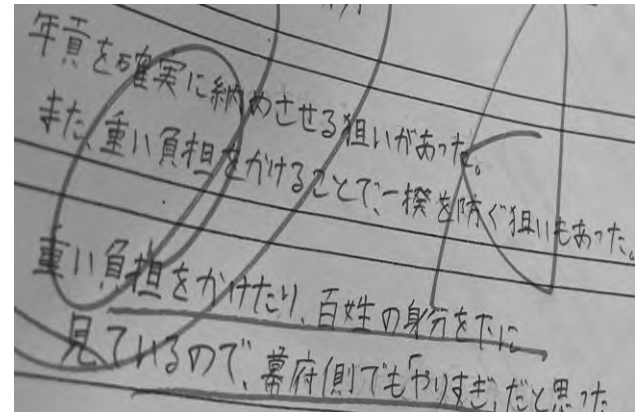 年貢を確実に納めさせる狙いがあった。
また、重い負担をかけることで、一揆を防ぐ狙いもあった。
重い負担をかけたり、百姓の身分を下に
見ているので、幕府側でも「やりすぎ」だと思った